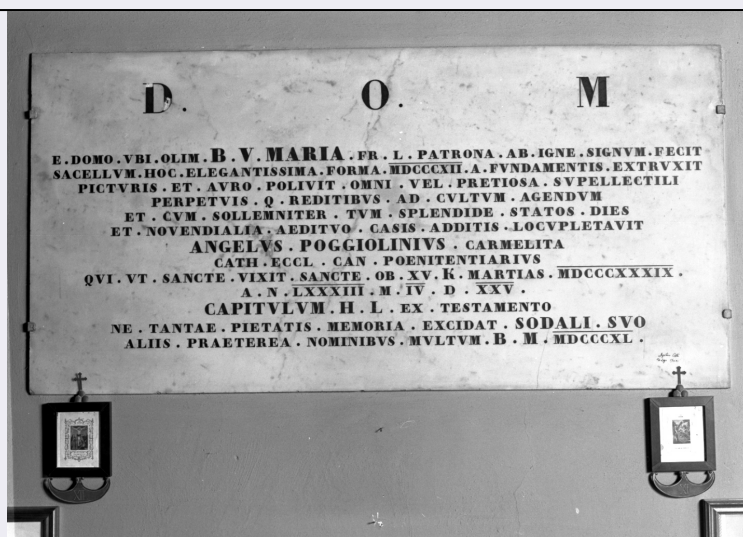 D. O. M
E.DOMO.VBI.OLIM.B.V.MARIA.FR.L.PATRONA.AB.IGNE.SIGNVM.FECIT
SACELLVM.HOC.ELEGANTISSIMA.FORMA.MDCCCXII.A.FVNDAMENTIS.EXTRVXIT
PICTVRIS.ET.AVRO.POLIVIT.OMNI.VEL.PRETIOSA.SVPELLECTILI
PERPETVIS.Q.REDITIBVS.AD.CVLTVM.AGENDVM
ET.CVM.SOLLEMNITER.TVM.SPLENDIDE.STATOS.DIES
ET.NOVENDIALIA.AEDITVO.CASIS.ADDITIS.LOCVPLETAVIT
ANGELVS.POGGIOLINIVS.CARMELITA
CATH.ECCL.CAN.POENITENTIARIVS
QVI.VT.SANCTE.VIXIT.SANCTE.OB.XV.K.MARTIAS.MDCCCXXXIX.
A.N.LXXXIII.M.IV.D.XXV.
CAPITVLVM.H.L.EX.TESTAMENTO
NE.TANTAE.PIETATIS.MEMORIA.EXCIDAT.SODALI.SVO
ALIIS.PRAETEREA.NOMINIBVS.MVLTVM.B.M.MDCCCXL.